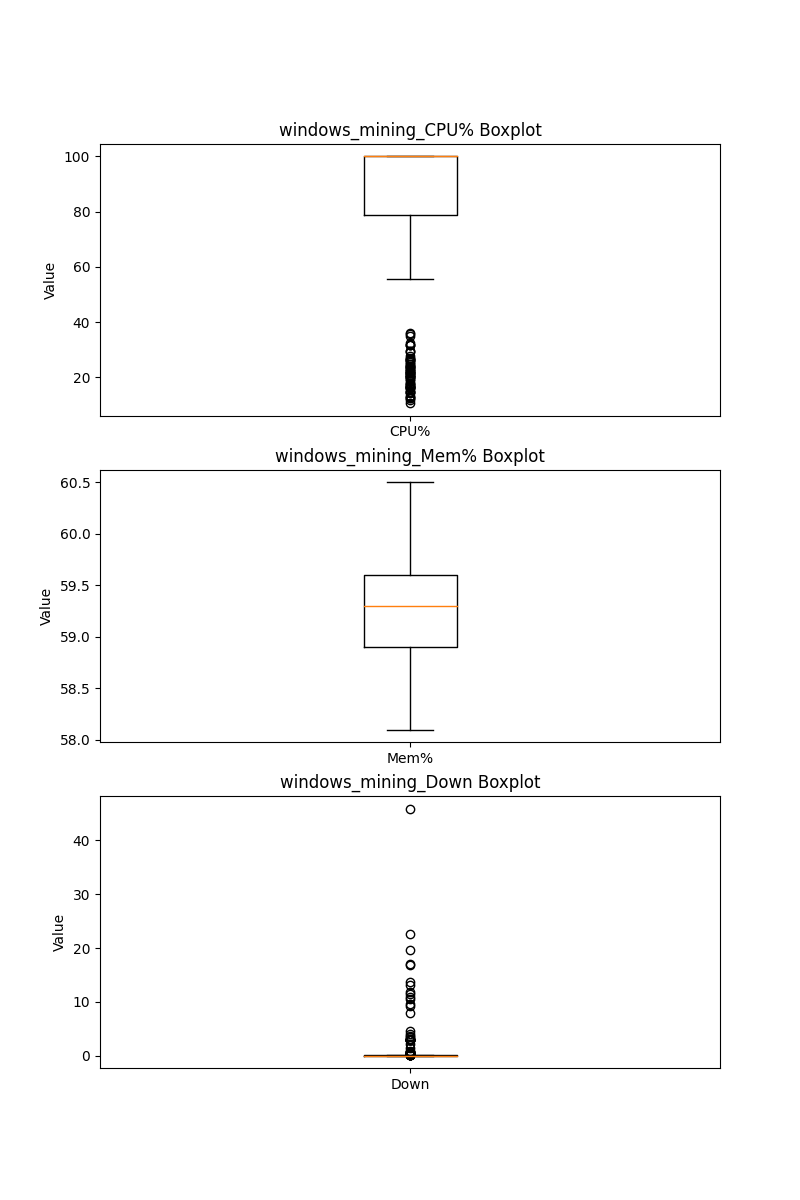 windows_mining_CPU% Boxplot
100
80
60
40
20
Value
CPU%
windows_mining_Mem% Boxplot
60.5
60.0
59.5
59.0
58.5
58.0
Value
Mem%
windows_mining_Down Boxplot
40
30
20
10
0
Value
Down